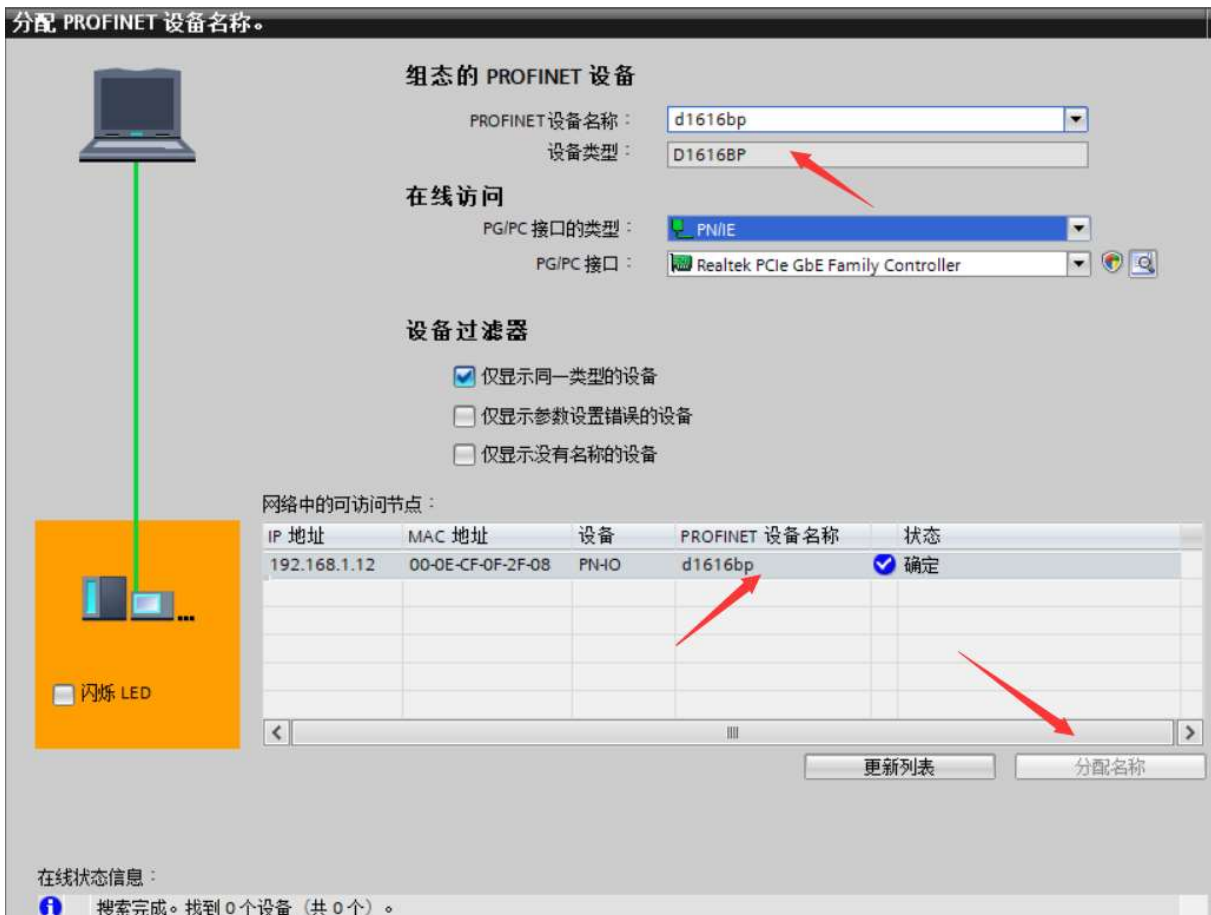 分配 PROFINET 设备名称。
组态的 PROFINET 设备
PROFINET设备名称： d1616bp
设备类型： D1616BP
在线访问
PG/PC 接口的类型： PN/IE
PG/PC 接口： Realtek PCIe GbE Family Controller
设备过滤器
仅显示同一类型的设备
仅显示参数设置错误的设备
仅显示没有名称的设备
网络中的可访问节点：
IP 地址 MAC 地址 设备 PROFINET 设备名称 状态
192.168.1.12 00-0E-CF-0F-2F-08 PN-IO d1616bp 确定
闪烁 LED
更新列表 分配名称
在线状态信息：
搜索完成。找到 0 个设备（共 0 个）。